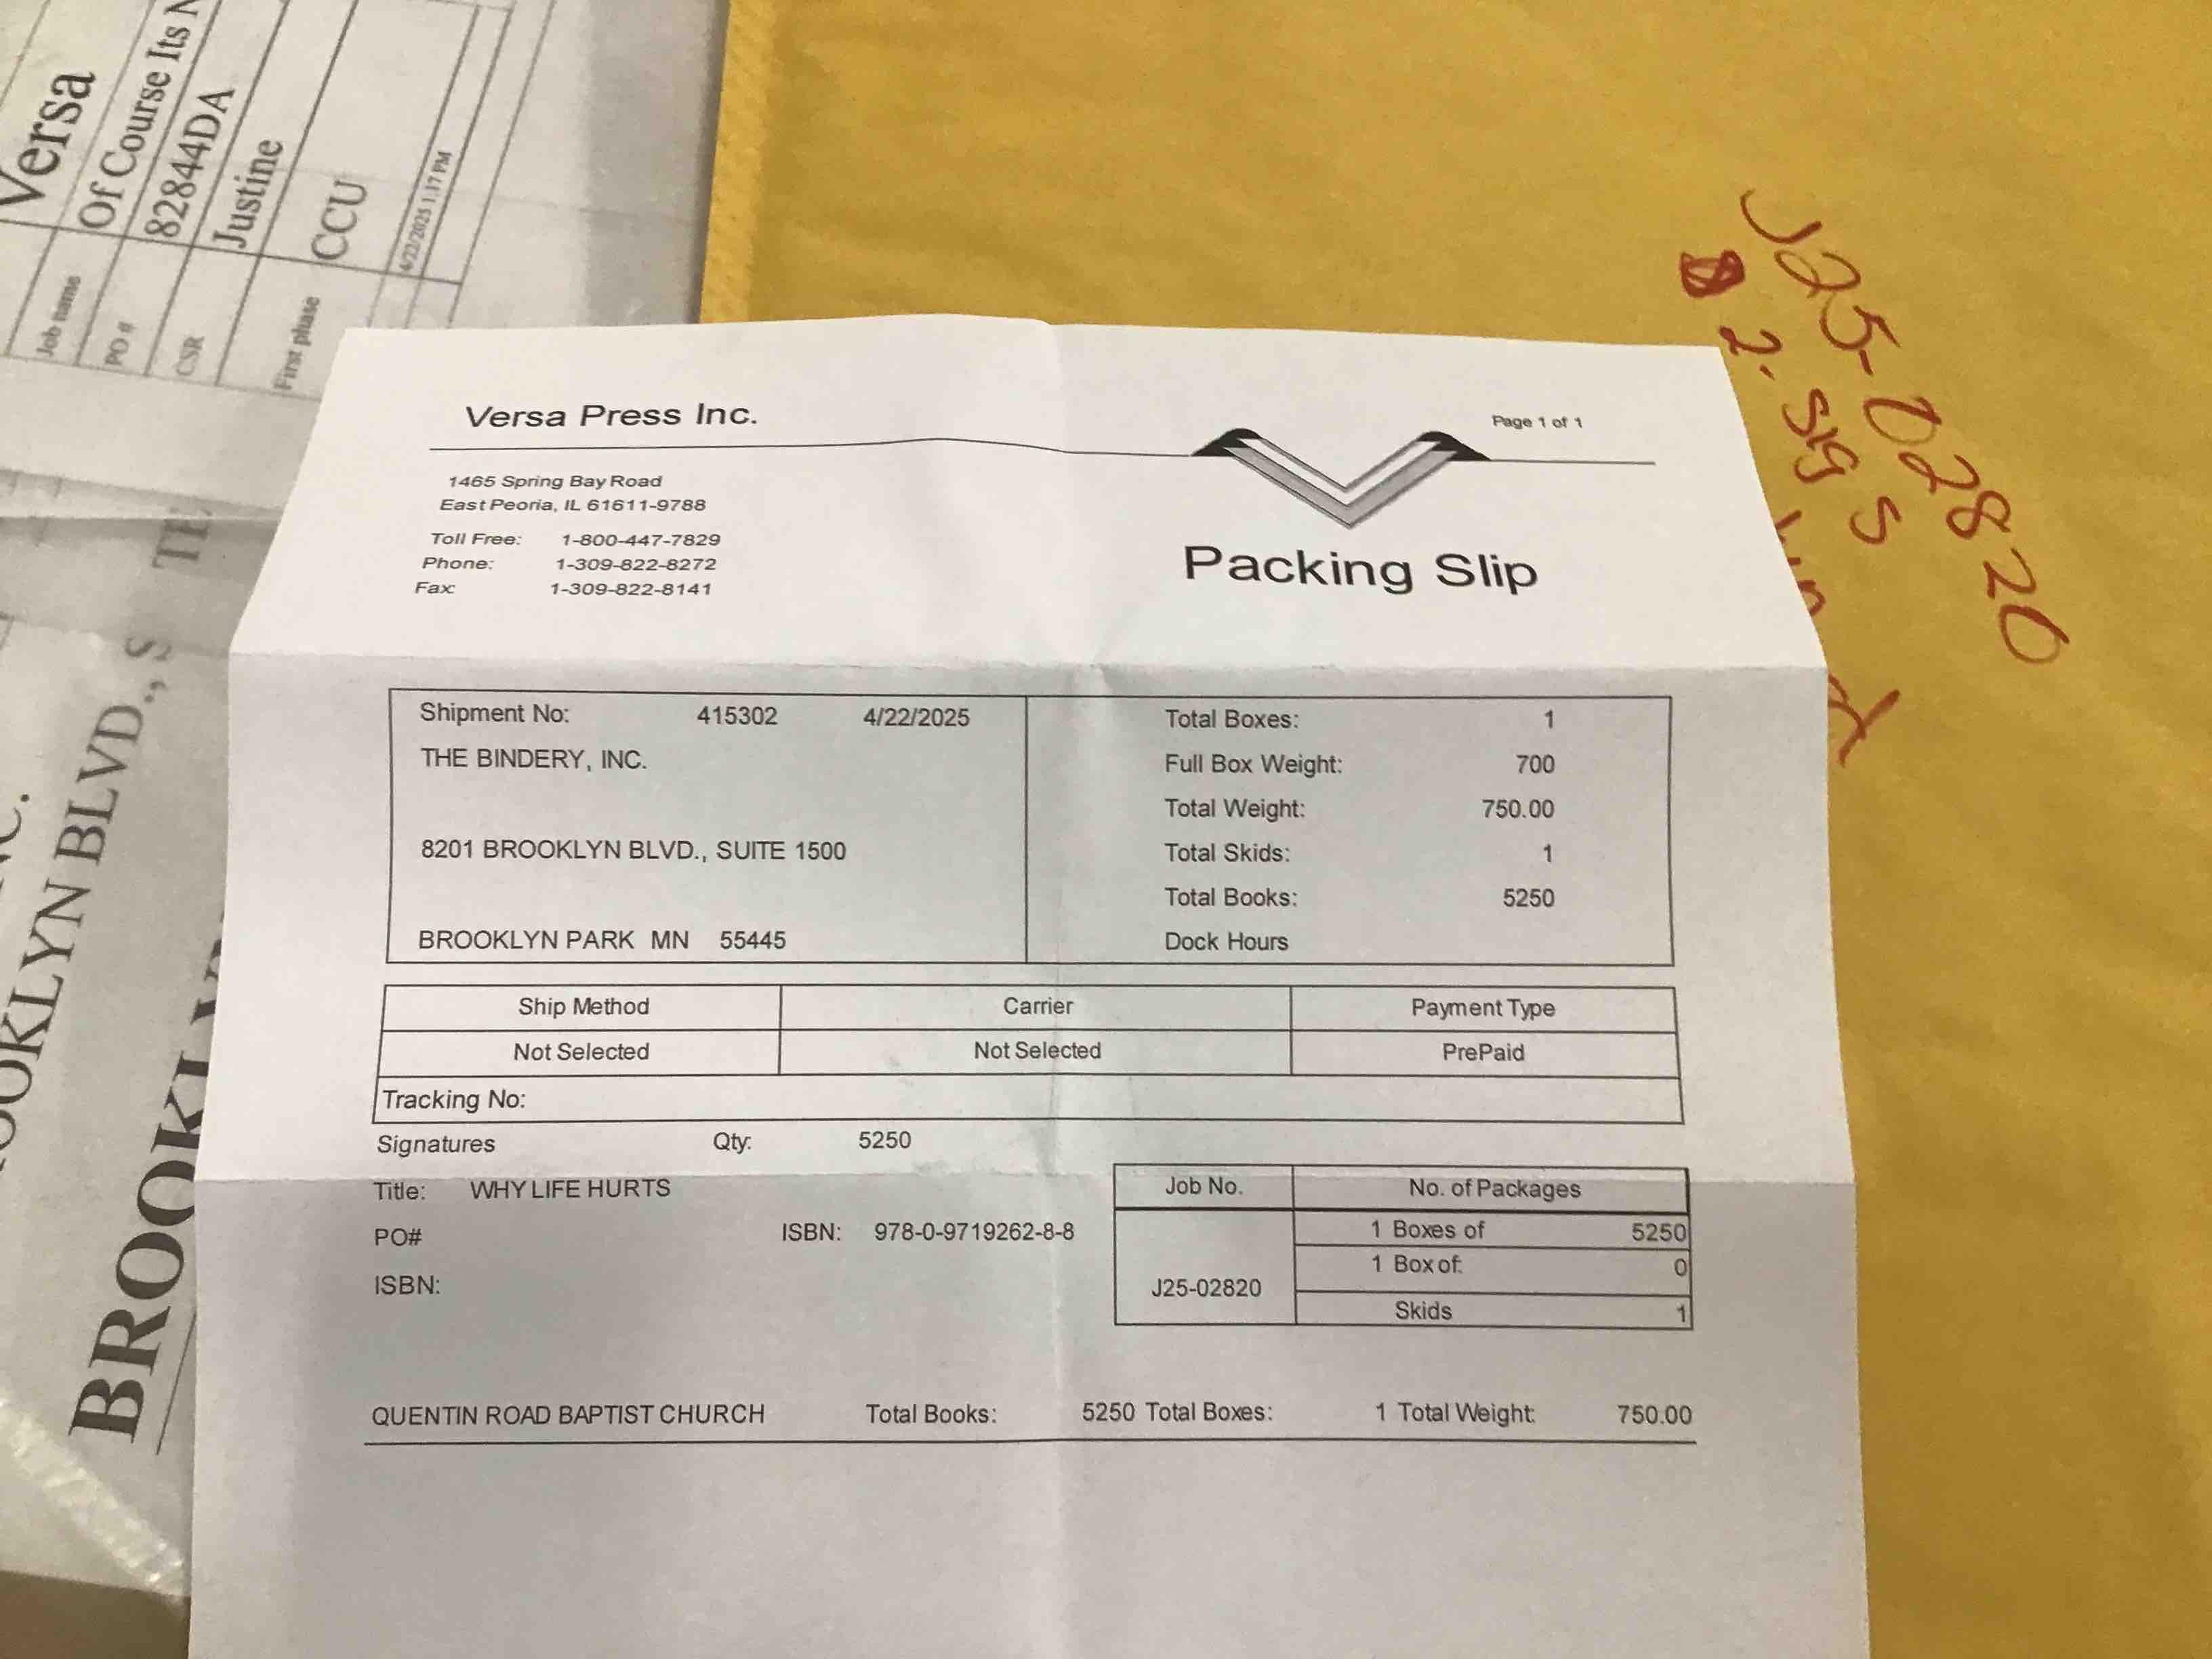 Versa
Job name Of Course Its
PO # 82844DA
CSR Justine
First phase CCU
4/22/2025 1:17 PM
BROOKLYN BLVD., S
J25-02820
2. sigs
Versa Press Inc.
Page 1 of 1
1465 Spring Bay Road
East Peoria, IL 61611-9788
Toll Free: 1-800-447-7829
Phone: 1-309-822-8272
Fax: 1-309-822-8141
Packing Slip
Shipment No: 415302 4/22/2025
THE BINDERY, INC.
8201 BROOKLYN BLVD., SUITE 1500
BROOKLYN PARK MN 55445
Total Boxes: 1
Full Box Weight: 700
Total Weight: 750.00
Total Skids: 1
Total Books: 5250
Dock Hours
Ship Method Carrier Payment Type
Not Selected Not Selected PrePaid
Tracking No:
Signatures Qty: 5250
Title: WHY LIFE HURTS
PO# ISBN: 978-0-9719262-8-8
ISBN:
Job No. No. of Packages
1 Boxes of 5250
1 Box of: 0
J25-02820
Skids 1
QUENTIN ROAD BAPTIST CHURCH Total Books: 5250 Total Boxes: 1 Total Weight: 750.00